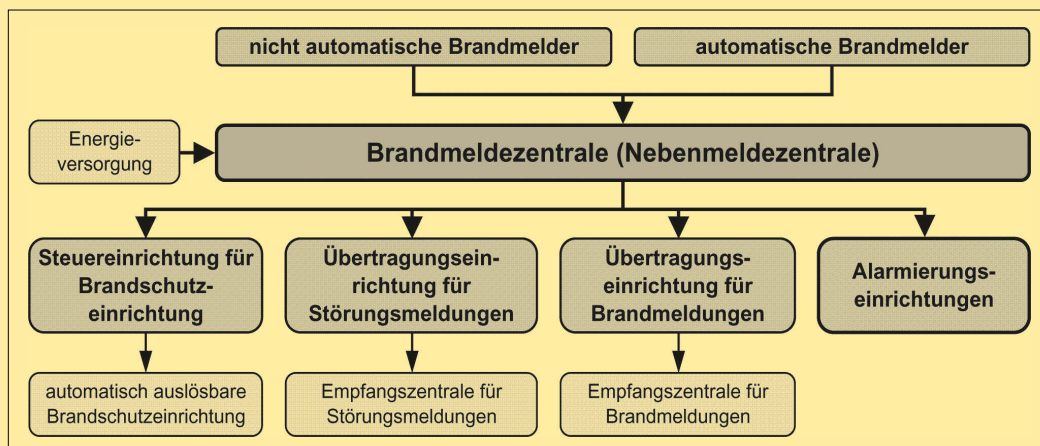 nicht automatische Brandmelder
automatische Brandmelder
Energie-
versorgung
Brandmeldezentrale (Nebenmeldezentrale)
Steuereinrichtung für
Brandschutz-
einrichtung
Übertragungsein-
richtung für
Störungsmeldungen
Übertragungs-
einrichtung für
Brandmeldungen
Alarmierungs-
einrichtungen
automatisch auslösbare
Brandschutzeinrichtung
Empfangszentrale für
Störungsmeldungen
Empfangszentrale für
Brandmeldungen